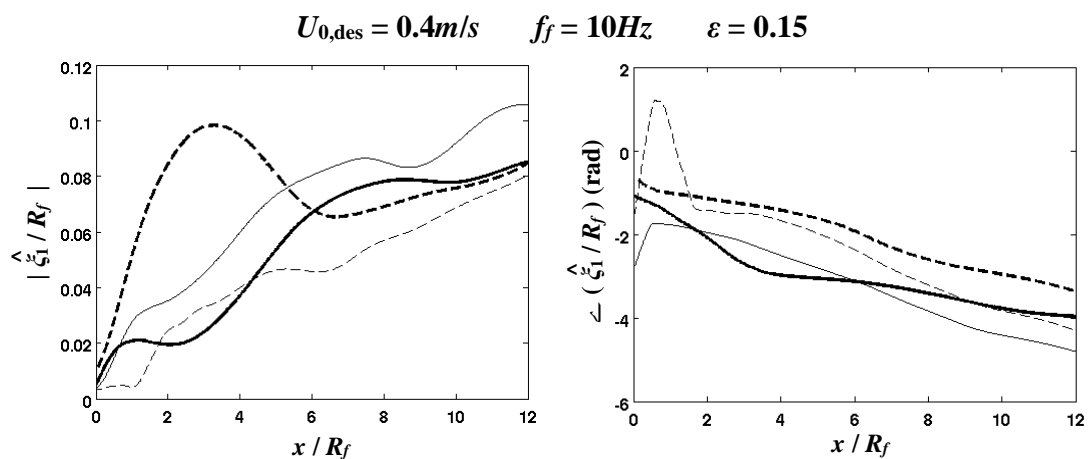 U0,des = 0.4m/s ff = 10Hz ε = 0.15
0.12
0.1
0.08
0.06
0.04
0.02
0
| ξ̂1 / Rf |
0 2 4 6 8 10 12
x / Rf
2
0
-2
-4
-6
∠ ( ξ̂1 / Rf ) (rad)
0 2 4 6 8 10 12
x / Rf